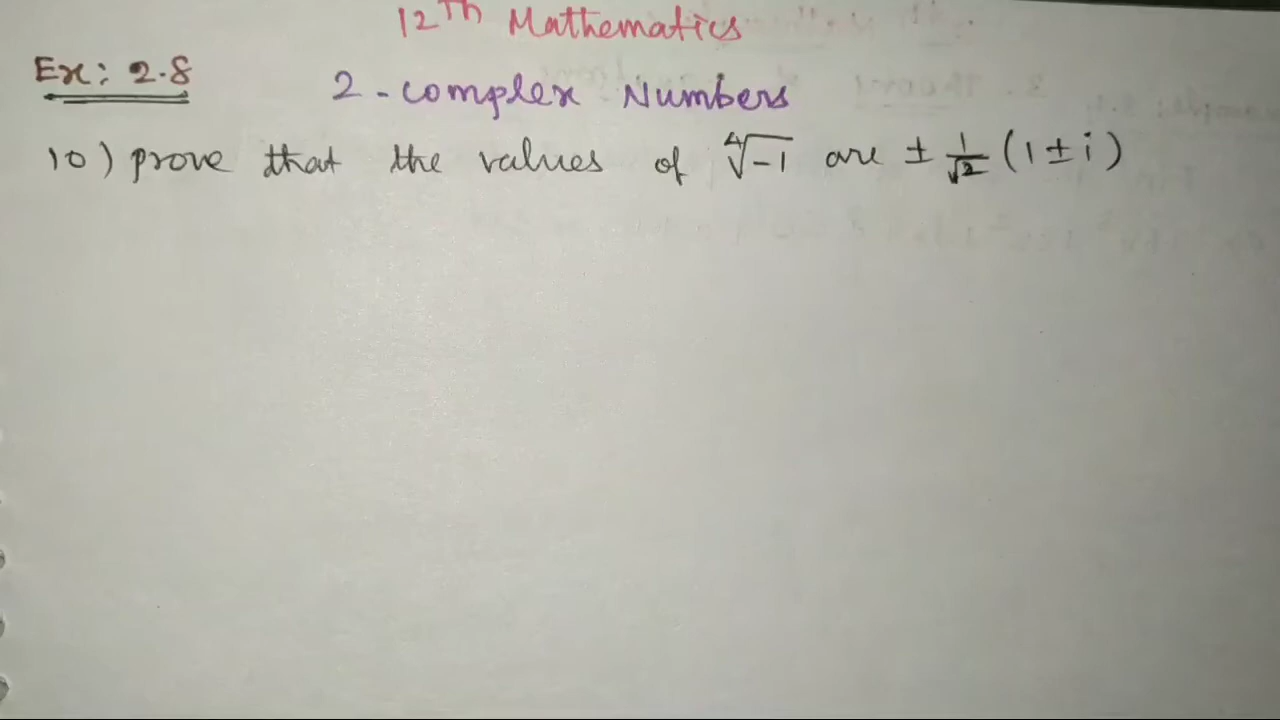 12Th Mathematics
Ex: 2.8
2-complex Numbers
10) prove that the values of ∜-1 are ± 1/√2 (1 ± i)